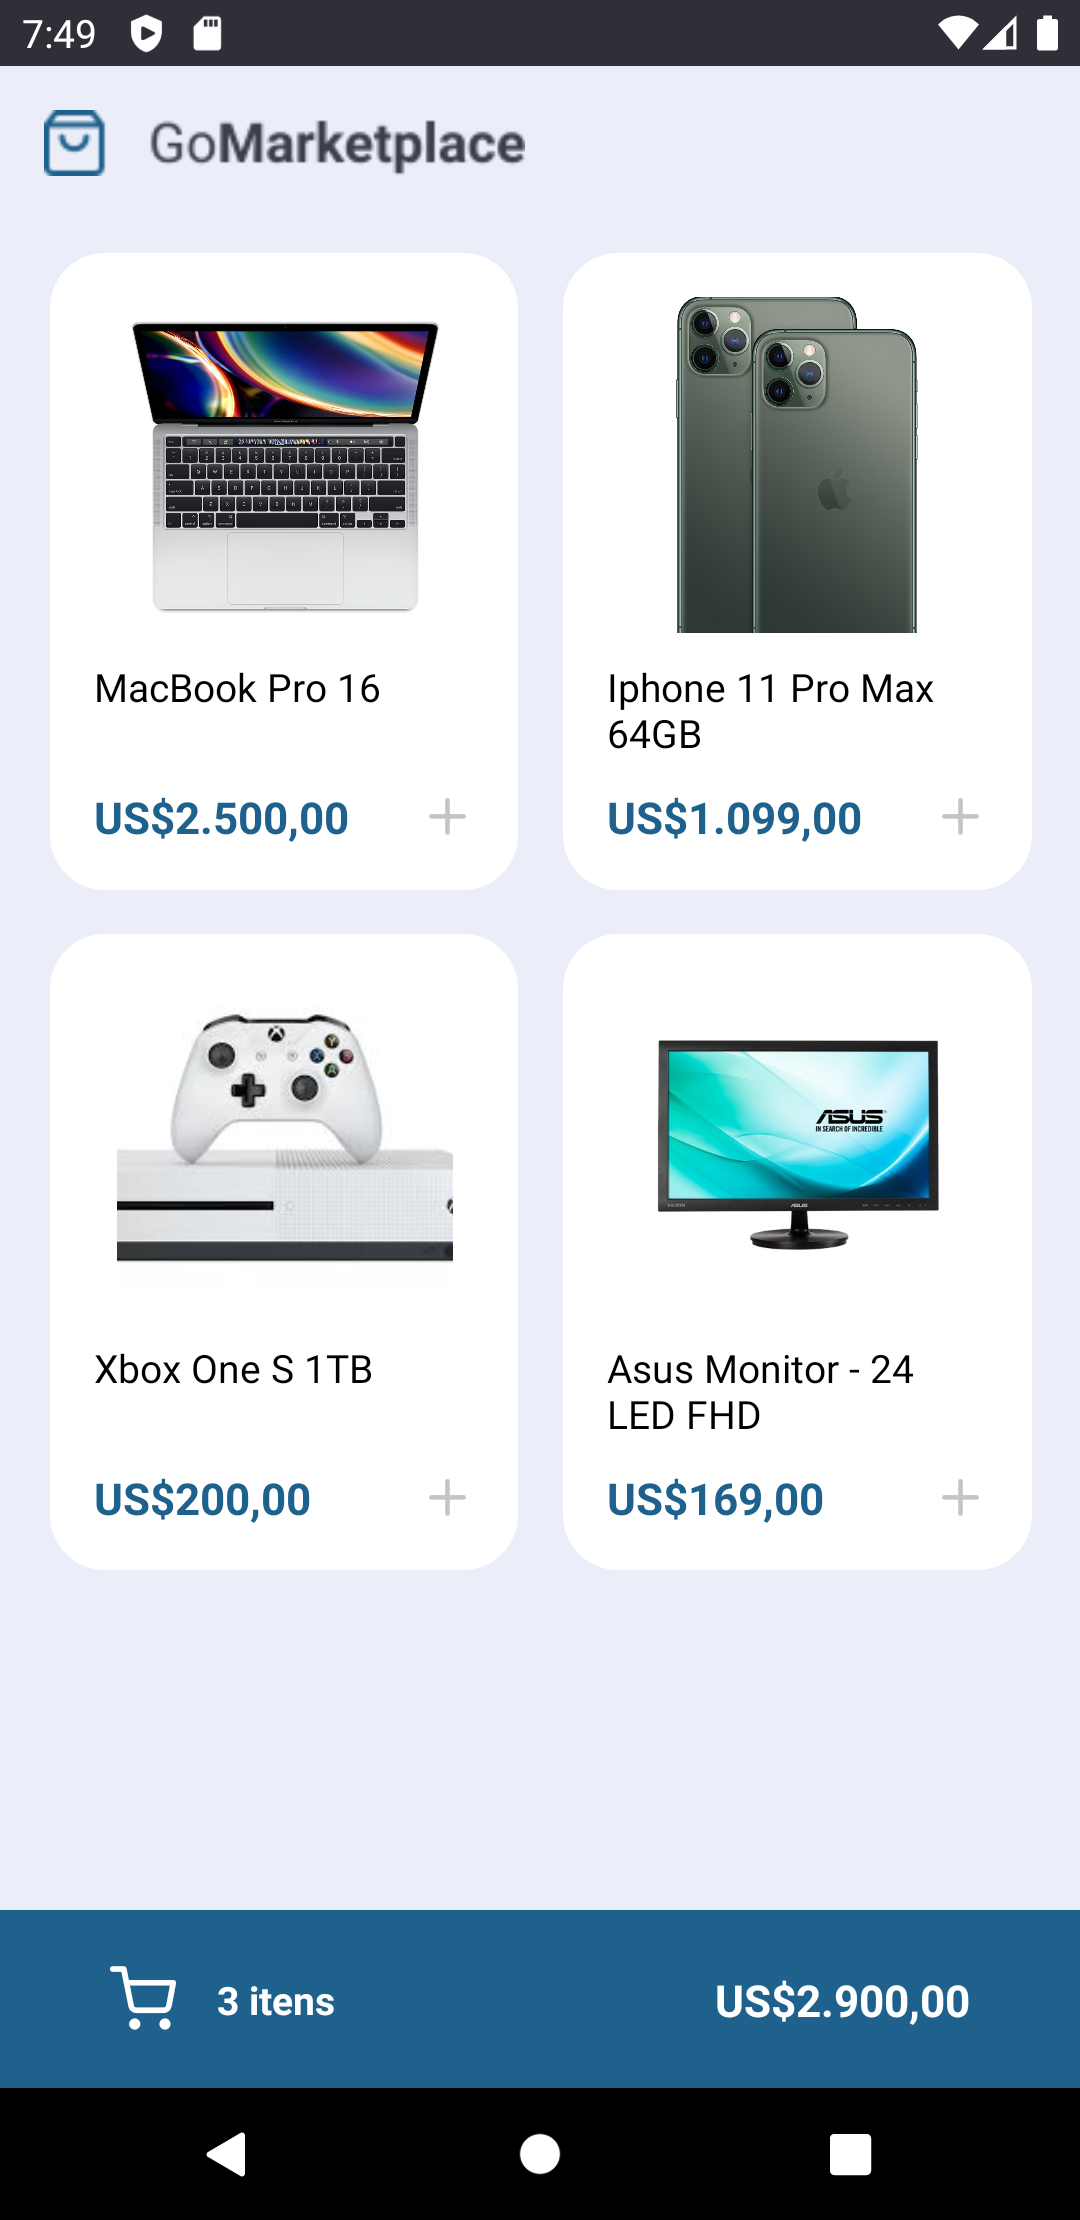 7:49
GoMarketplace
MacBook Pro 16
US$2.500,00
Iphone 11 Pro Max
64GB
US$1.099,00
ASUS
IN SEARCH OF INCREDIBLE
Xbox One S 1TB
US$200,00
Asus Monitor - 24
LED FHD
US$169,00
3 itens
US$2.900,00